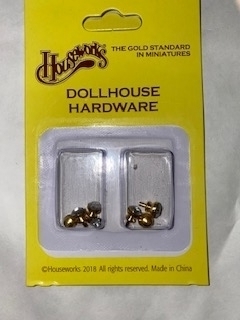 Houseworks
THE GOLD STANDARD
IN MINIATURES
DOLLHOUSE
HARDWARE
©Houseworks 2018 All rights reserved. Made in China